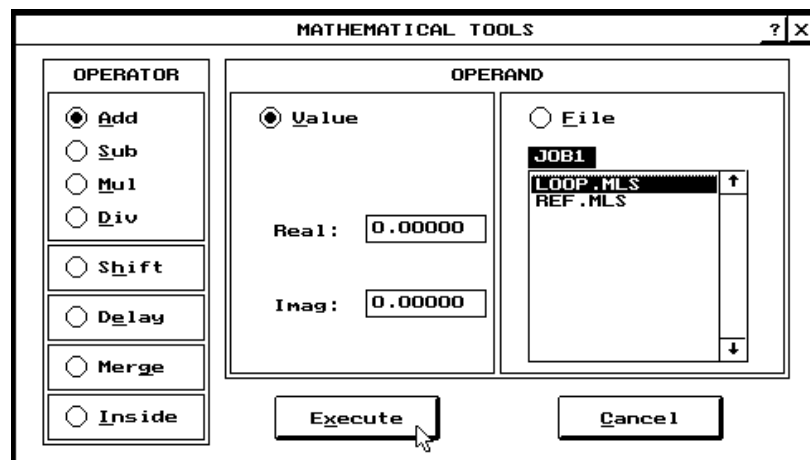 MATHEMATICAL TOOLS ? X
OPERATOR
Add
Sub
Mul
Div
Shift
Delay
Merge
Inside
OPERAND
Value
Real: 0.00000
Imag: 0.00000
File
JOB1
LOOP.MLS
REF.MLS
Execute
Cancel